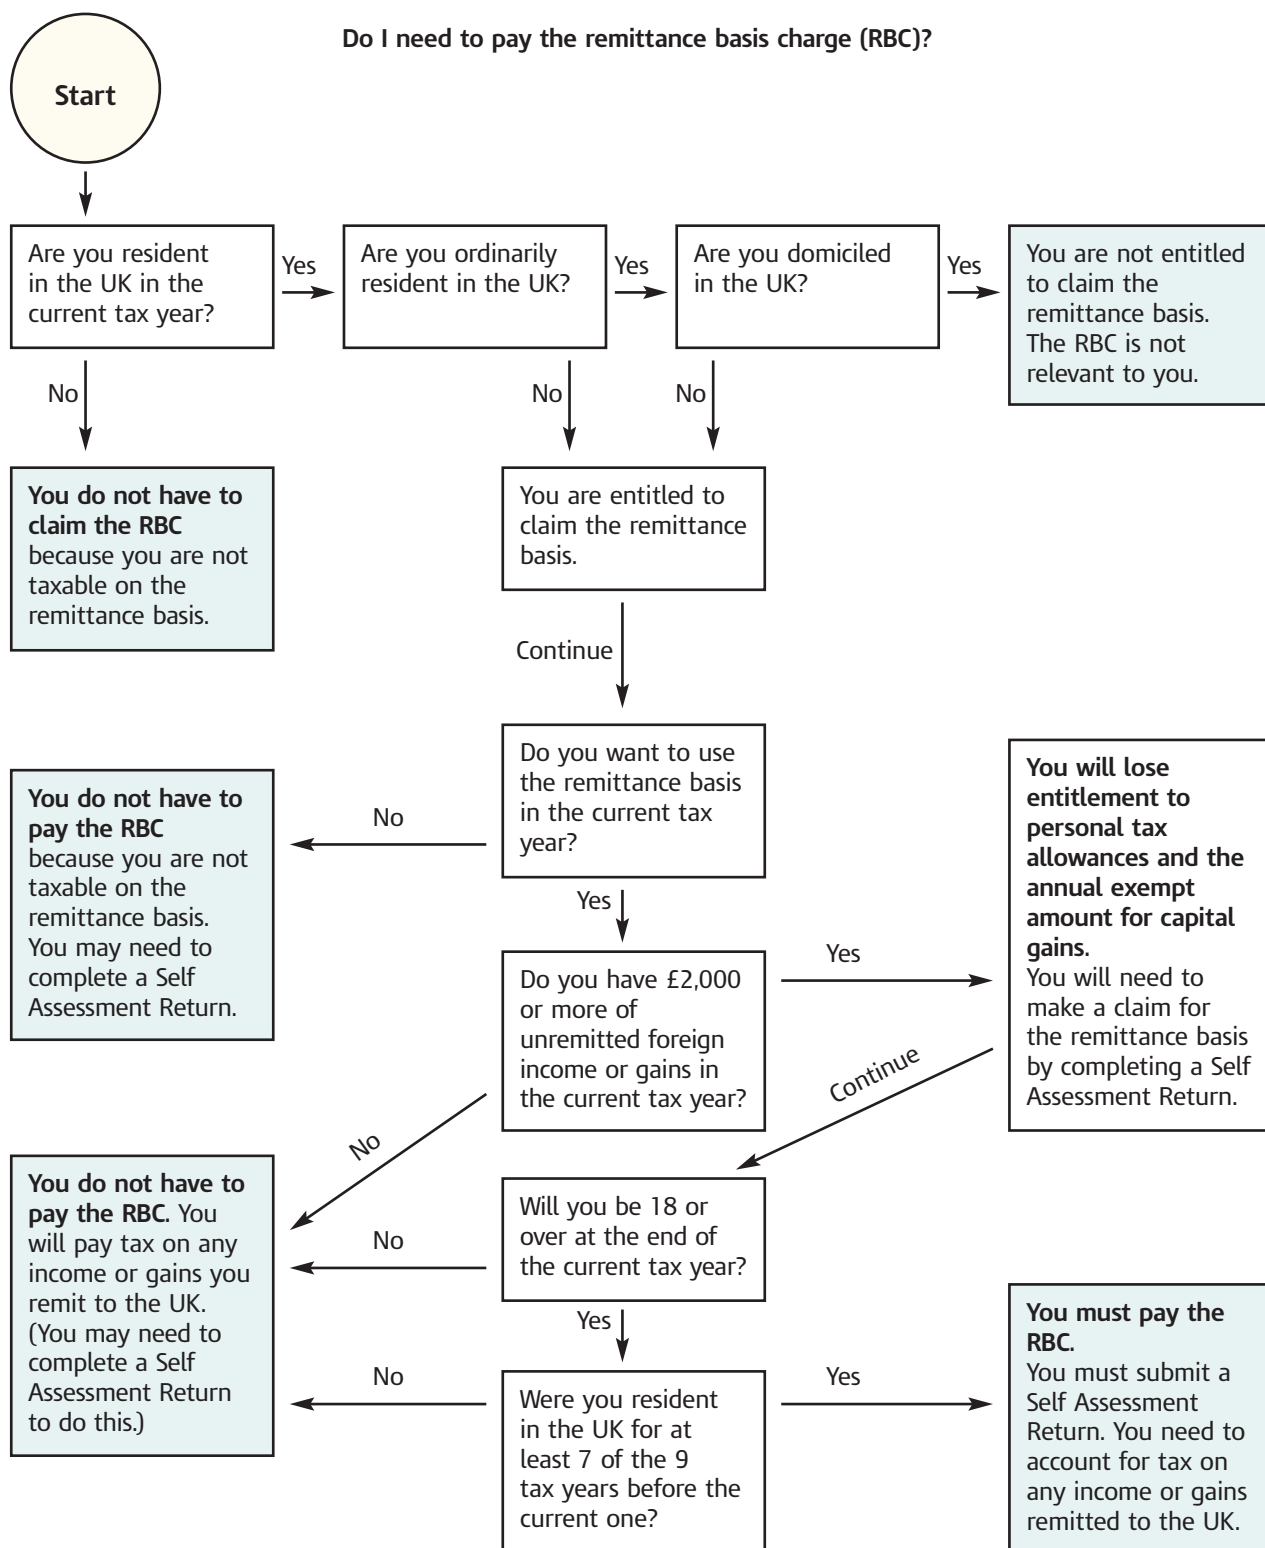 Do I need to pay the remittance basis charge (RBC)?
Start
Are you resident
in the UK in the
current tax year?
Yes
Are you ordinarily
resident in the UK?
Yes
Are you domiciled
in the UK?
Yes
You are not entitled
to claim the
remittance basis.
The RBC is not
relevant to you.
No
No
No
You do not have to
claim the RBC
because you are not
taxable on the
remittance basis.
You are entitled to
claim the remittance
basis.
Continue
Do you want to use
the remittance basis
in the current tax
year?
No
You do not have to
pay the RBC
because you are not
taxable on the
remittance basis.
You may need to
complete a Self
Assessment Return.
Yes
Do you have £2,000
or more of
unremitted foreign
income or gains in
the current tax year?
Yes
You will lose
entitlement to
personal tax
allowances and the
annual exempt
amount for capital
gains.
You will need to
make a claim for
the remittance basis
by completing a Self
Assessment Return.
Continue
No
You do not have to
pay the RBC. You
will pay tax on any
income or gains you
remit to the UK.
(You may need to
complete a Self
Assessment Return
to do this.)
Will you be 18 or
over at the end of
the current tax year?
No
Yes
Were you resident
in the UK for at
least 7 of the 9
tax years before the
current one?
No
Yes
You must pay the
RBC.
You must submit a
Self Assessment
Return. You need to
account for tax on
any income or gains
remitted to the UK.